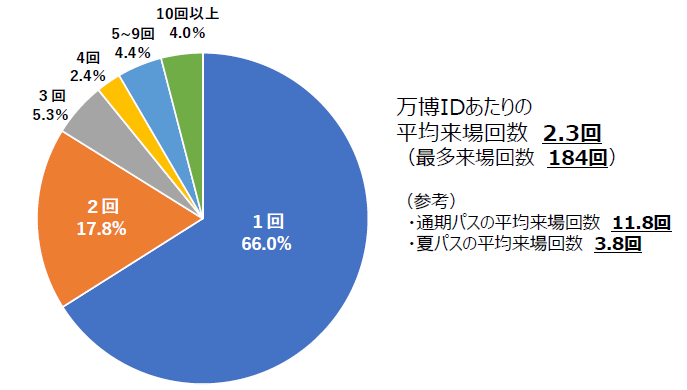 10回以上
4.0%
5~9回
4.4%
4回
2.4%
3回
5.3%
2回
17.8%
1回
66.0%
万博IDあたりの
平均来場回数 2.3回
（最多来場回数 184回）
（参考）
・通期パスの平均来場回数 11.8回
・夏パスの平均来場回数 3.8回